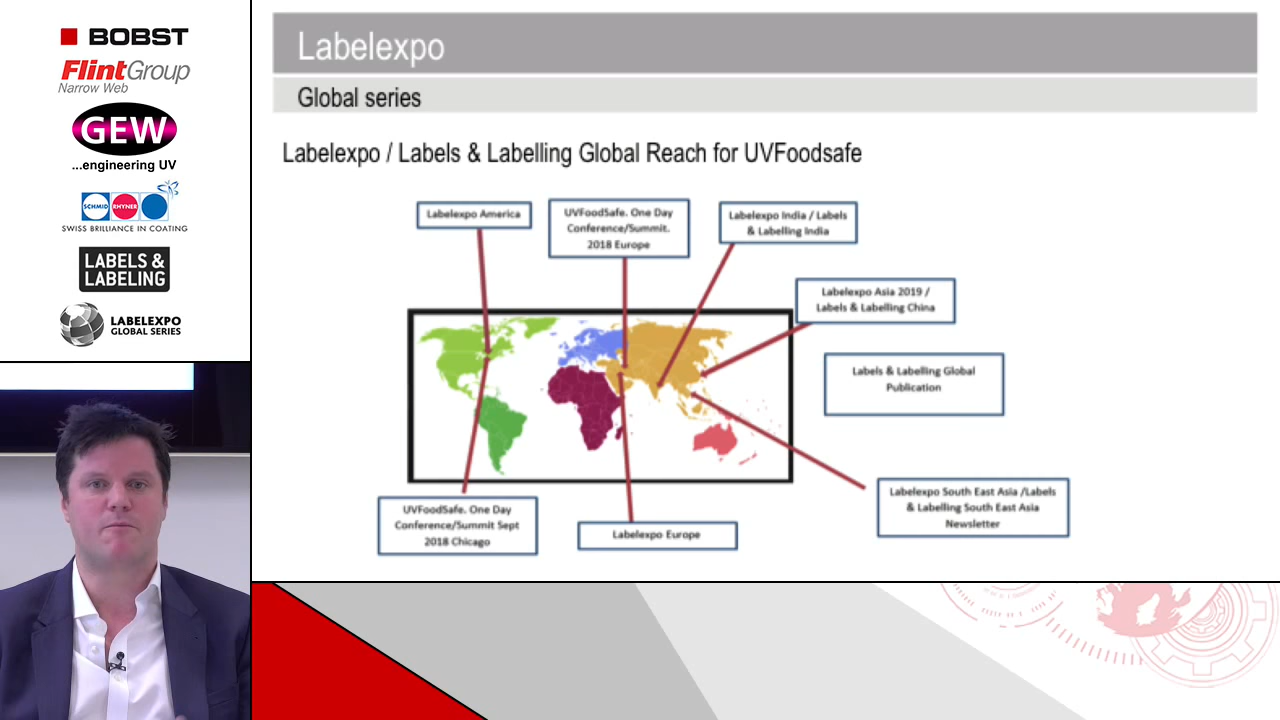 BOBST
FlintGroup
Narrow Web
GEW
...engineering UV
SCHMID
RHYNER
SWISS BRILLIANCE IN COATING
LABELS &
LABELING
LABELEXPO
GLOBAL SERIES
Labelexpo
Global series
Labelexpo / Labels & Labelling Global Reach for UVFoodsafe
Labelexpo America
UVFoodSafe. One Day
Conference/Summit.
2018 Europe
Labelexpo India / Labels
& Labelling India
Labelexpo Asia 2019 /
Labels & Labelling China
Labels & Labelling Global
Publication
Labelexpo South East Asia /Labels
& Labelling South East Asia
Newsletter
UVFoodSafe. One Day
Conference/Summit Sept
2018 Chicago
Labelexpo Europe